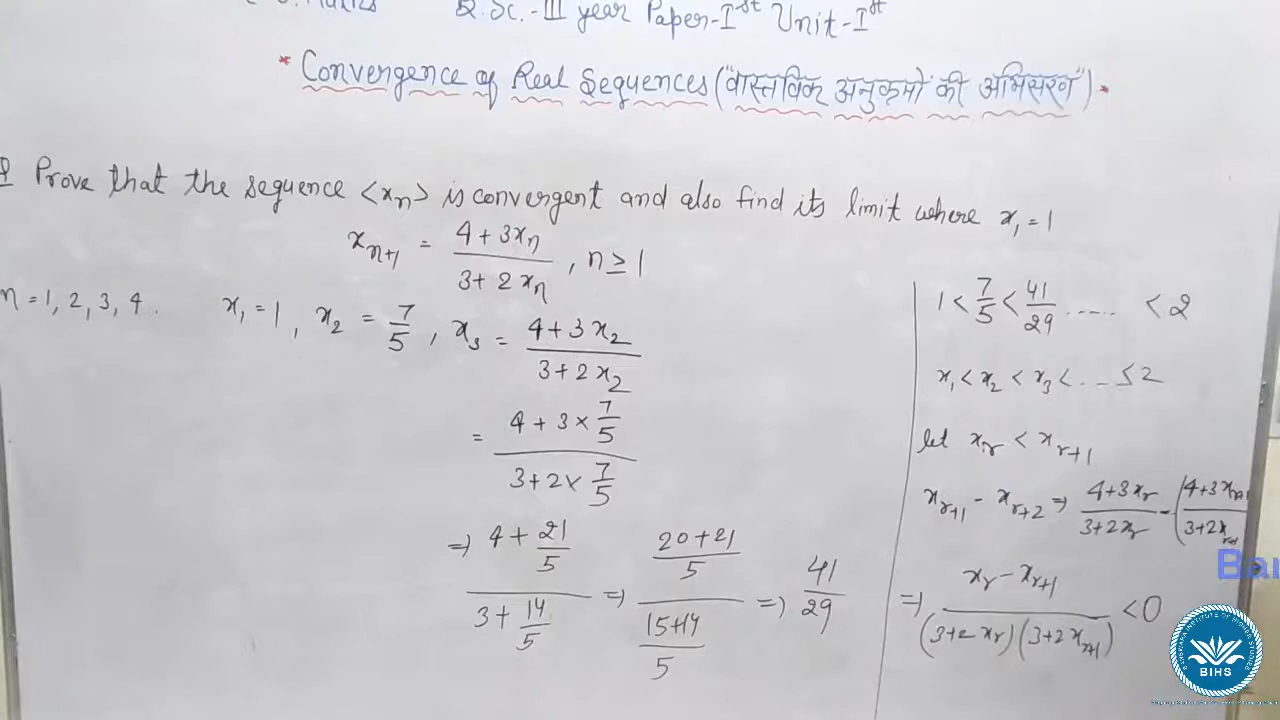 III year Paper-Ist Unit-Ist
* Convergence of Real Sequences ("वास्तविक अनुक्रमों की अभिसरण") *
Prove that the sequence <xn> is convergent and also find its limit where x₁ = 1
xn+1 = (4 + 3xn)/(3 + 2xn), n ≥ 1
n = 1, 2, 3, 4. x₁ = 1, x₂ = 7/5, x₃ = (4 + 3x₂)/(3 + 2x₂)
= (4 + 3 × 7/5)/(3 + 2 × 7/5)
⇒ (4 + 21/5)/(3 + 14/5) ⇒ ((20 + 21)/5)/((15 + 14)/5) ⇒ 41/29
1 < 7/5 < 41/29 ..... < 2
x₁ < x₂ < x₃ < ... ≤ 2
let xr < xr+1
xr+1 - xr+2 ⇒ (4+3xr)/(3+2xr) - (4+3xr+1)/(3+2xr+1)
⇒ (xr - xr+1)/((3+2xr)(3+2xr+1)) < 0
BIHS